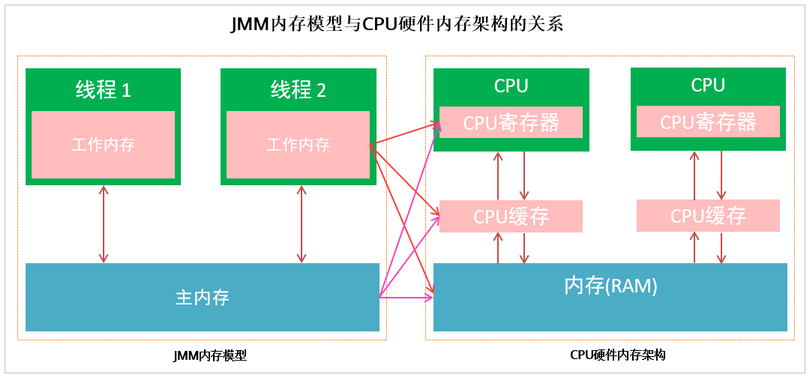 JMM内存模型与CPU硬件内存架构的关系
线程 1
工作内存
线程 2
工作内存
主内存
JMM内存模型
CPU
CPU寄存器
CPU缓存
CPU
CPU寄存器
CPU缓存
内存(RAM)
CPU硬件内存架构